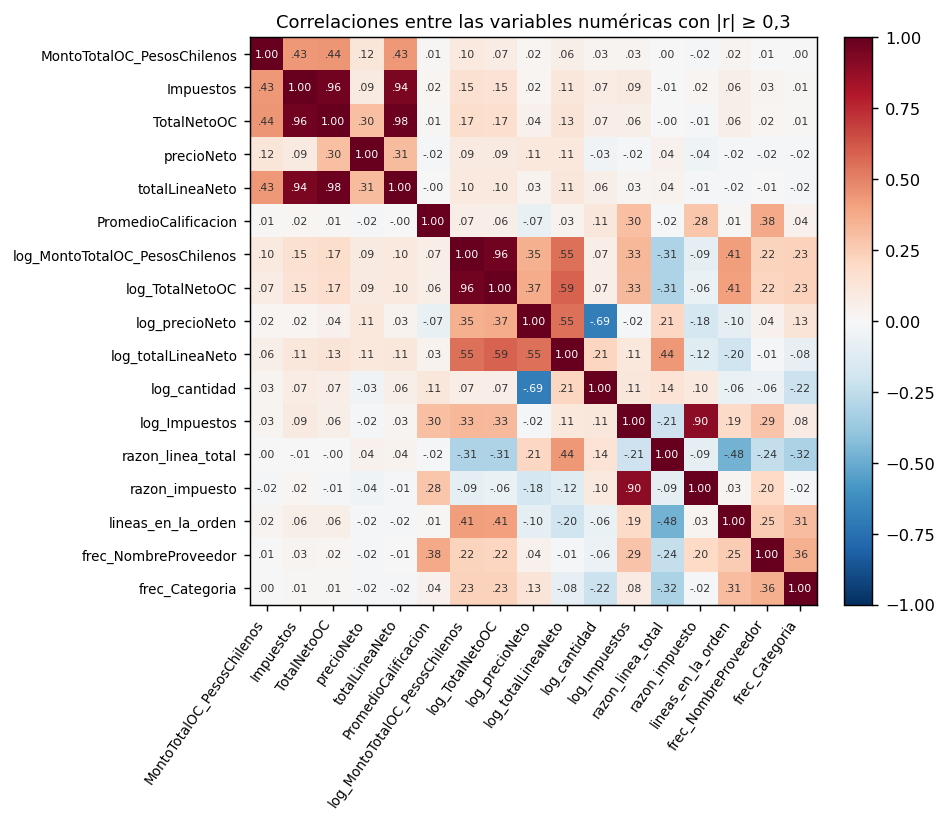 Correlaciones entre las variables numéricas con |r| ≥ 0,3
MontoTotalOC_PesosChilenos 1.00 .43 .44 .12 .43 .01 .10 .07 .02 .06 .03 .03 .00 -.02 .02 .01 .00
Impuestos .43 1.00 .96 .09 .94 .02 .15 .15 .02 .11 .07 .09 -.01 .02 .06 .03 .01
TotalNetoOC .44 .96 1.00 .30 .98 .01 .17 .17 .04 .13 .07 .06 -.00 -.01 .06 .02 .01
precioNeto .12 .09 .30 1.00 .31 -.02 .09 .09 .11 .11 -.03 -.02 .04 -.04 -.02 -.02 -.02
totalLineaNeto .43 .94 .98 .31 1.00 -.00 .10 .10 .03 .11 .06 .03 .04 -.01 -.02 -.01 -.02
PromedioCalificacion .01 .02 .01 -.02 -.00 1.00 .07 .06 -.07 .03 .11 .30 -.02 .28 .01 .38 .04
log_MontoTotalOC_PesosChilenos .10 .15 .17 .09 .10 .07 1.00 .96 .35 .55 .07 .33 -.31 -.09 .41 .22 .23
log_TotalNetoOC .07 .15 .17 .09 .10 .06 .96 1.00 .37 .59 .07 .33 -.31 -.06 .41 .22 .23
log_precioNeto .02 .02 .04 .11 .03 -.07 .35 .37 1.00 .55 -.69 -.02 .21 -.18 -.10 .04 .13
log_totalLineaNeto .06 .11 .13 .11 .11 .03 .55 .59 .55 1.00 .21 .11 .44 -.12 -.20 -.01 -.08
log_cantidad .03 .07 .07 -.03 .06 .11 .07 .07 -.69 .21 1.00 .11 .14 .10 -.06 -.06 -.22
log_Impuestos .03 .09 .06 -.02 .03 .30 .33 .33 -.02 .11 .11 1.00 -.21 .90 .19 .29 .08
razon_linea_total .00 -.01 -.00 .04 .04 -.02 -.31 -.31 .21 .44 .14 -.21 1.00 -.09 -.48 -.24 -.32
razon_impuesto -.02 .02 -.01 -.04 -.01 .28 -.09 -.06 -.18 -.12 .10 .90 -.09 1.00 .03 .20 -.02
lineas_en_la_orden .02 .06 .06 -.02 -.02 .01 .41 .41 -.10 -.20 -.06 .19 -.48 .03 1.00 .25 .31
frec_NombreProveedor .01 .03 .02 -.02 -.01 .38 .22 .22 .04 -.01 -.06 .29 -.24 .20 .25 1.00 .36
frec_Categoria .00 .01 .01 -.02 -.02 .04 .23 .23 .13 -.08 -.22 .08 -.32 -.02 .31 .36 1.00
MontoTotalOC_PesosChilenos
Impuestos
TotalNetoOC
precioNeto
totalLineaNeto
PromedioCalificacion
log_MontoTotalOC_PesosChilenos
log_TotalNetoOC
log_precioNeto
log_totalLineaNeto
log_cantidad
log_Impuestos
razon_linea_total
razon_impuesto
lineas_en_la_orden
frec_NombreProveedor
frec_Categoria
1.00
0.75
0.50
0.25
0.00
−0.25
−0.50
−0.75
−1.00